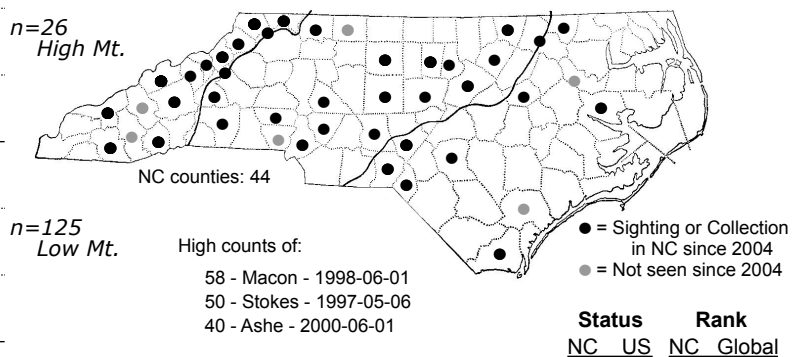 n=26
High Mt.
NC counties: 44
n=125
Low Mt.
High counts of:
58 - Macon - 1998-06-01
50 - Stokes - 1997-05-06
40 - Ashe - 2000-06-01
= Sighting or Collection
in NC since 2004
= Not seen since 2004
Status Rank
NC US NC Global